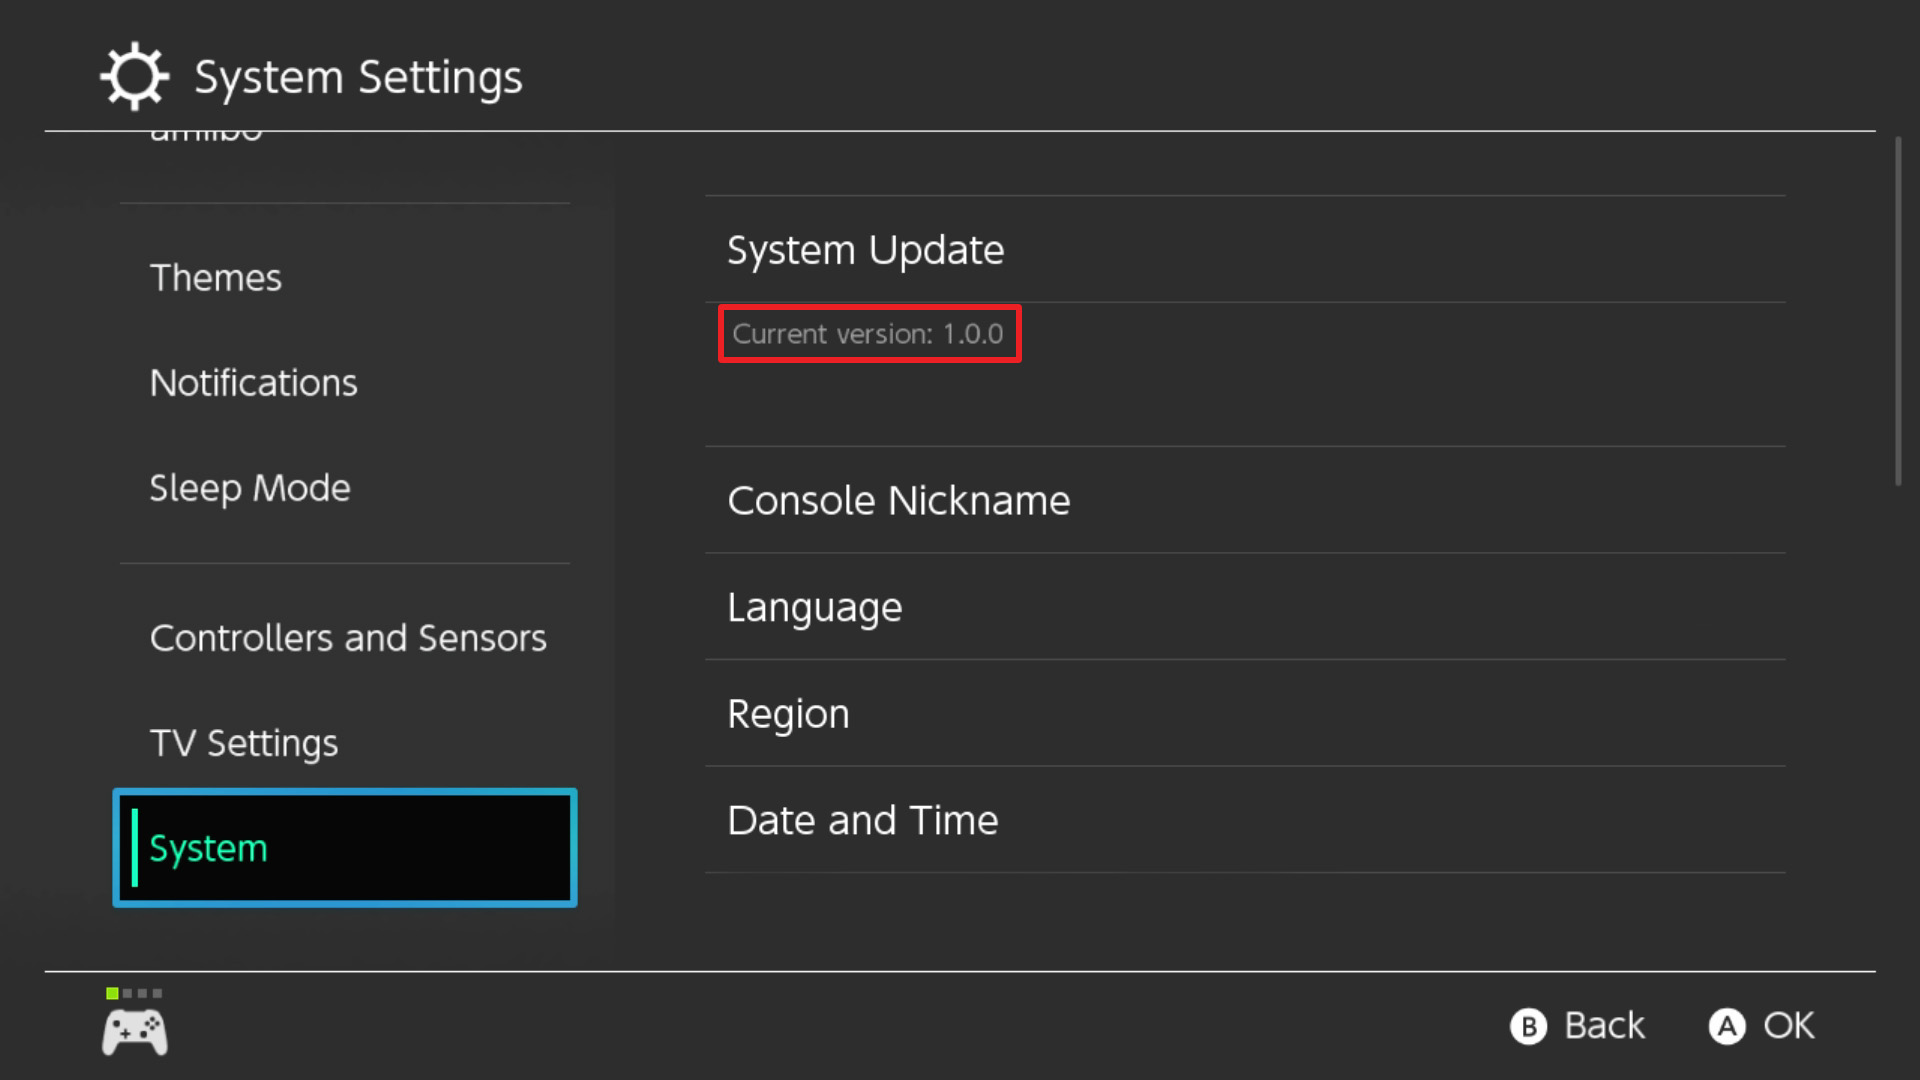 System Settings
amiibo
Themes
Notifications
Sleep Mode
Controllers and Sensors
TV Settings
System
System Update
Current version: 1.0.0
Console Nickname
Language
Region
Date and Time
B Back
A OK